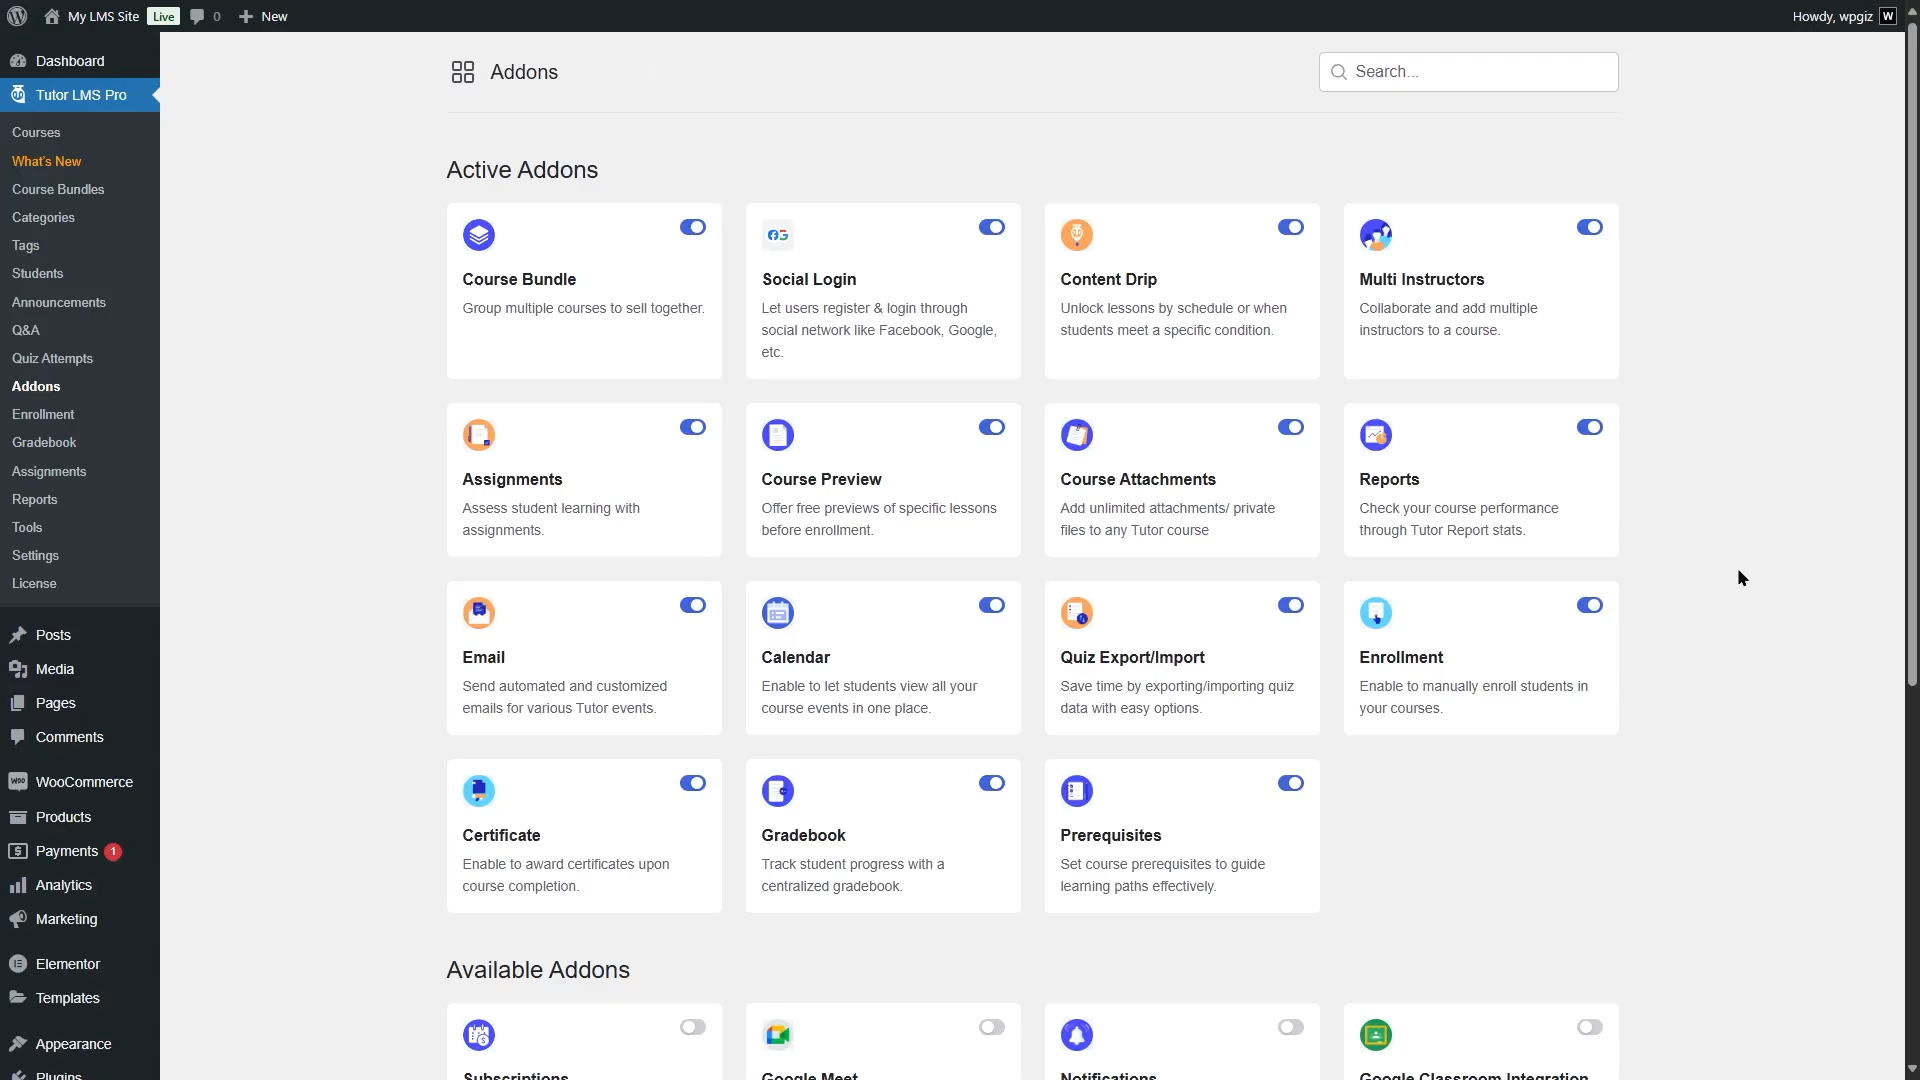 My LMS Site Live 0 New
Howdy, wpgiz W
Dashboard
Tutor LMS Pro
Courses
What's New
Course Bundles
Categories
Tags
Students
Announcements
Q&A
Quiz Attempts
Addons
Enrollment
Gradebook
Assignments
Reports
Tools
Settings
License
Posts
Media
Pages
Comments
WooCommerce
Products
Payments 1
Analytics
Marketing
Elementor
Templates
Appearance
Plugins
Addons
Search...
Active Addons
Course Bundle
Group multiple courses to sell together.
Social Login
Let users register & login through
social network like Facebook, Google,
etc.
Content Drip
Unlock lessons by schedule or when
students meet a specific condition.
Multi Instructors
Collaborate and add multiple
instructors to a course.
Assignments
Assess student learning with
assignments.
Course Preview
Offer free previews of specific lessons
before enrollment.
Course Attachments
Add unlimited attachments/ private
files to any Tutor course
Reports
Check your course performance
through Tutor Report stats.
Email
Send automated and customized
emails for various Tutor events.
Calendar
Enable to let students view all your
course events in one place.
Quiz Export/Import
Save time by exporting/importing quiz
data with easy options.
Enrollment
Enable to manually enroll students in
your courses.
Certificate
Enable to award certificates upon
course completion.
Gradebook
Track student progress with a
centralized gradebook.
Prerequisites
Set course prerequisites to guide
learning paths effectively.
Available Addons
Subscriptions
Google Meet
Notifications
Google Classroom Integration